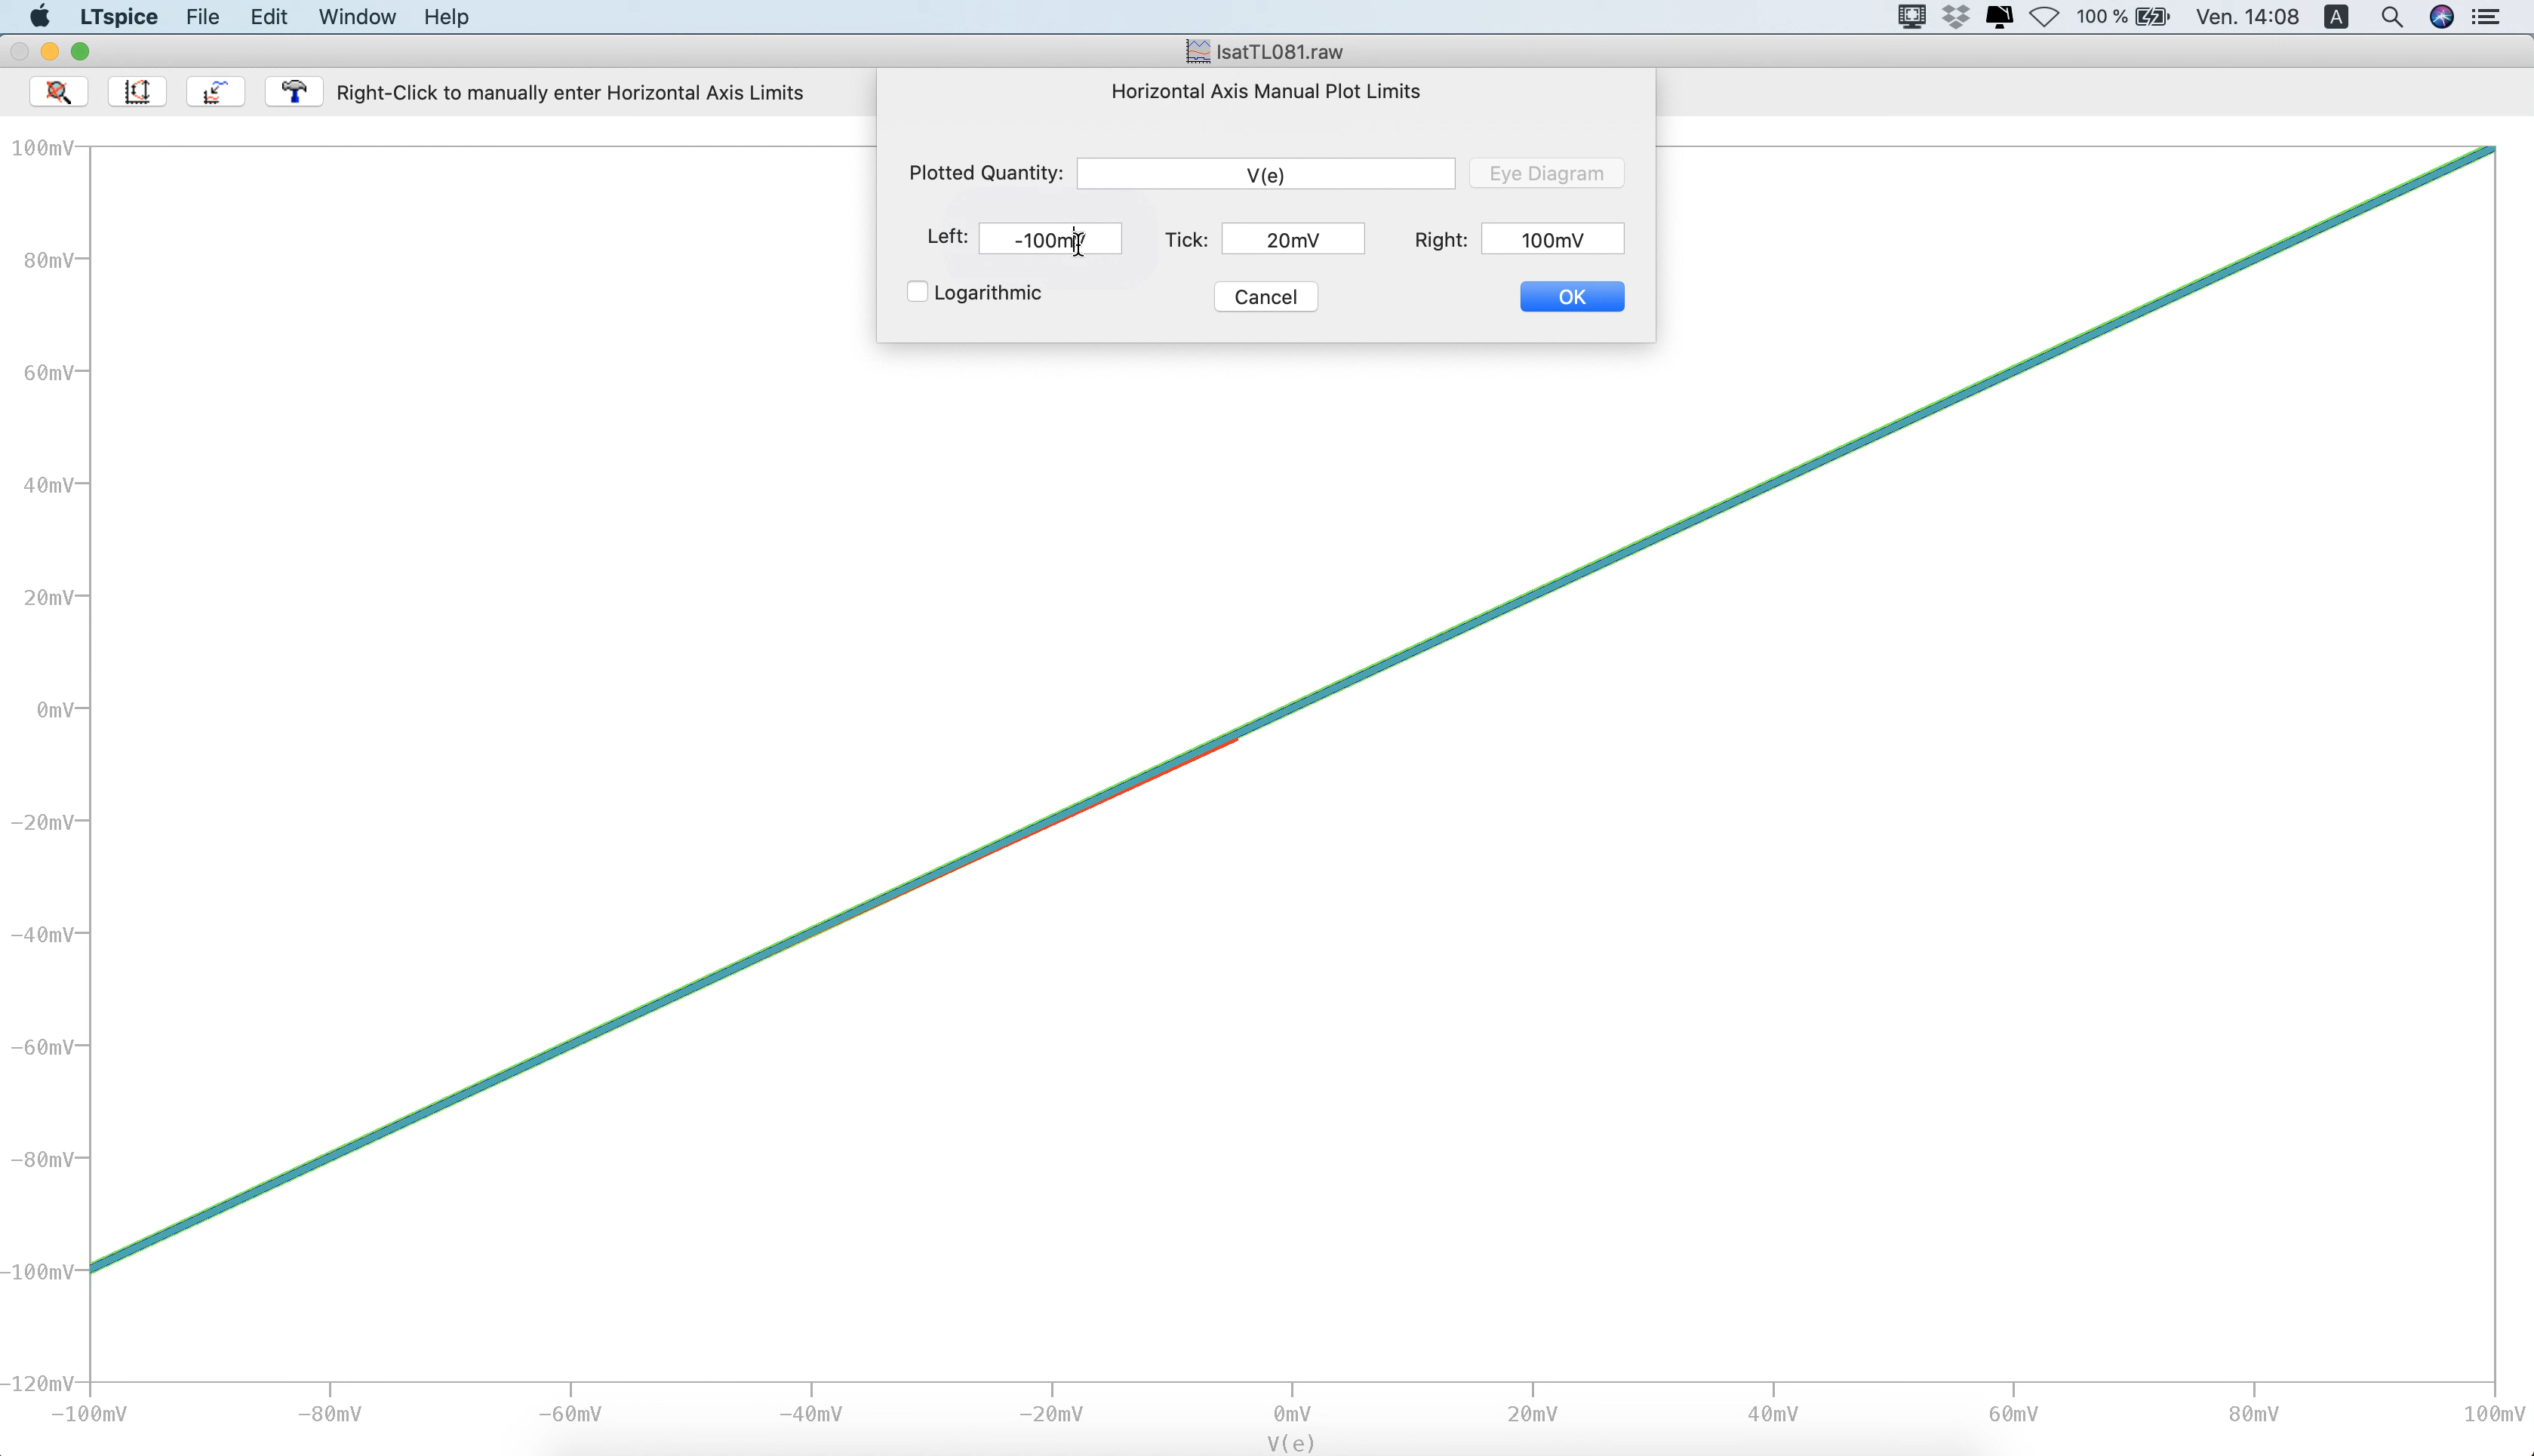 LTspice File Edit Window Help 100 % Ven. 14:08 A
IsatTL081.raw
Right-Click to manually enter Horizontal Axis Limits
Horizontal Axis Manual Plot Limits
Plotted Quantity: V(e) Eye Diagram
Left: -100mV Tick: 20mV Right: 100mV
Logarithmic Cancel OK
100mV
80mV
60mV
40mV
20mV
0mV
-20mV
-40mV
-60mV
-80mV
-100mV
-120mV
-100mV -80mV -60mV -40mV -20mV 0mV 20mV 40mV 60mV 80mV 100mV
V(e)